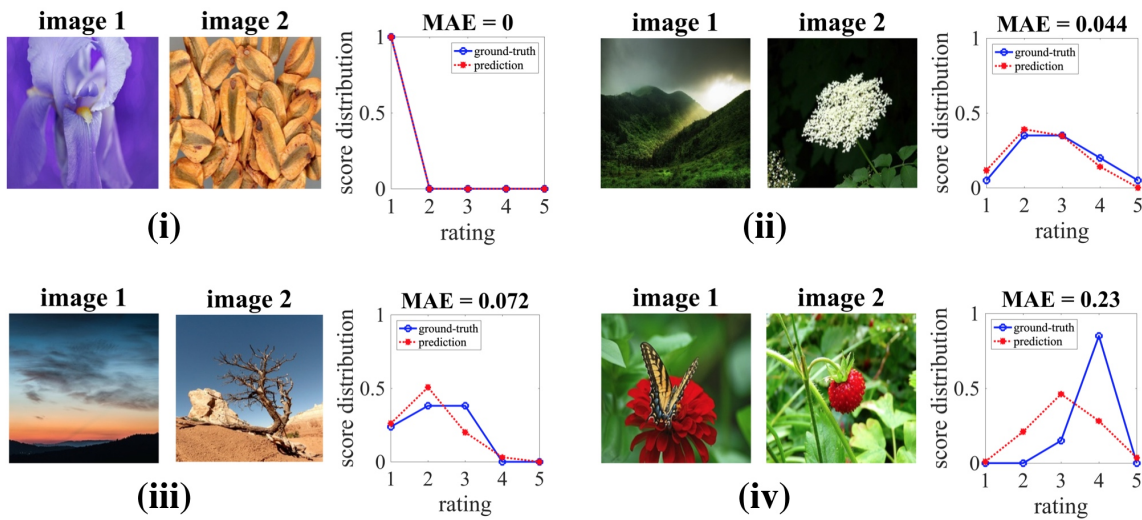 image 1
image 2
MAE = 0
score distribution
1
0.5
0
ground-truth
prediction
1 2 3 4 5
rating
(i)
image 1
image 2
MAE = 0.044
score distribution
1
0.5
0
ground-truth
prediction
1 2 3 4 5
rating
(ii)
image 1
image 2
MAE = 0.072
score distribution
1
0.5
0
ground-truth
prediction
1 2 3 4 5
rating
(iii)
image 1
image 2
MAE = 0.23
score distribution
1
0.5
0
ground-truth
prediction
1 2 3 4 5
rating
(iv)